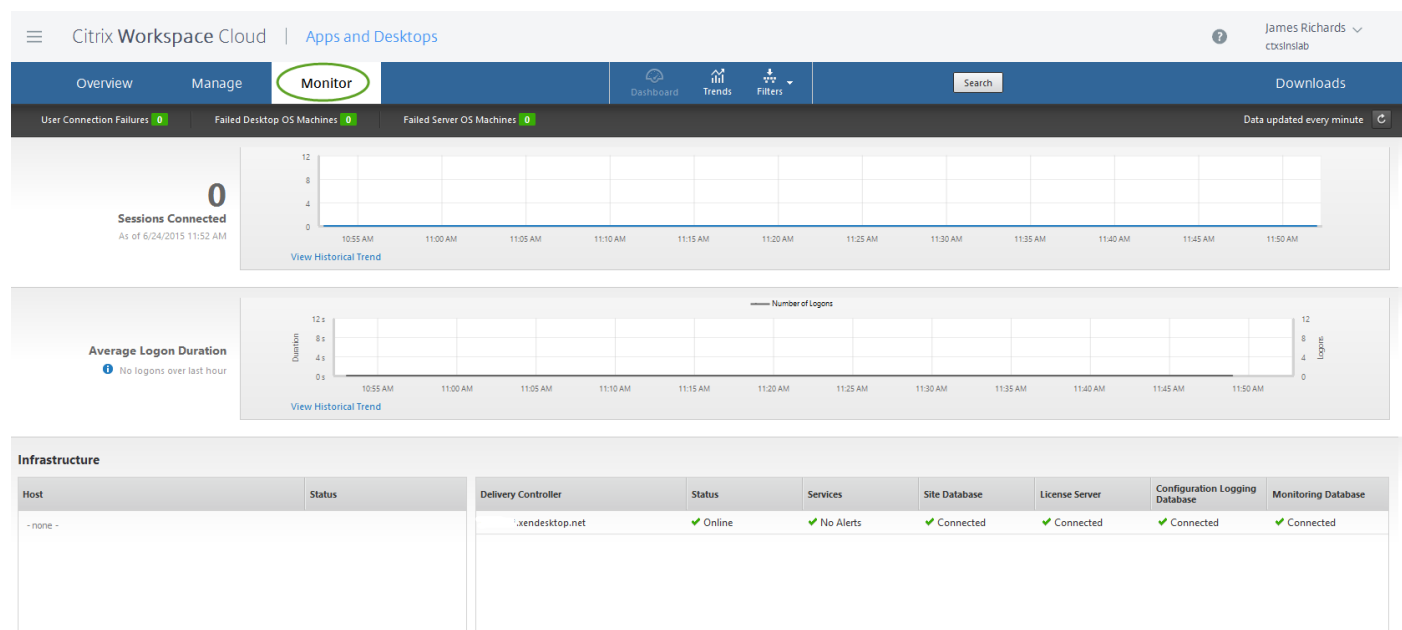 Citrix Workspace Cloud | Apps and Desktops
James Richards
ctxslnslab
Overview Manage Monitor Dashboard Trends Filters Search Downloads
User Connection Failures 0 Failed Desktop OS Machines 0 Failed Server OS Machines 0 Data updated every minute
0
Sessions Connected
As of 6/24/2015 11:52 AM
12
8
4
0
10:55 AM 11:00 AM 11:05 AM 11:10 AM 11:15 AM 11:20 AM 11:25 AM 11:30 AM 11:35 AM 11:40 AM 11:45 AM 11:50 AM
View Historical Trend
Average Logon Duration
No logons over last hour
Number of Logons
Duration
12 s
8 s
4 s
0 s
12
8
4
0
Logons
10:55 AM 11:00 AM 11:05 AM 11:10 AM 11:15 AM 11:20 AM 11:25 AM 11:30 AM 11:35 AM 11:40 AM 11:45 AM 11:50 AM
View Historical Trend
Infrastructure
Host Status
- none -
Delivery Controller Status Services Site Database License Server Configuration Logging Database Monitoring Database
.xendesktop.net Online No Alerts Connected Connected Connected Connected